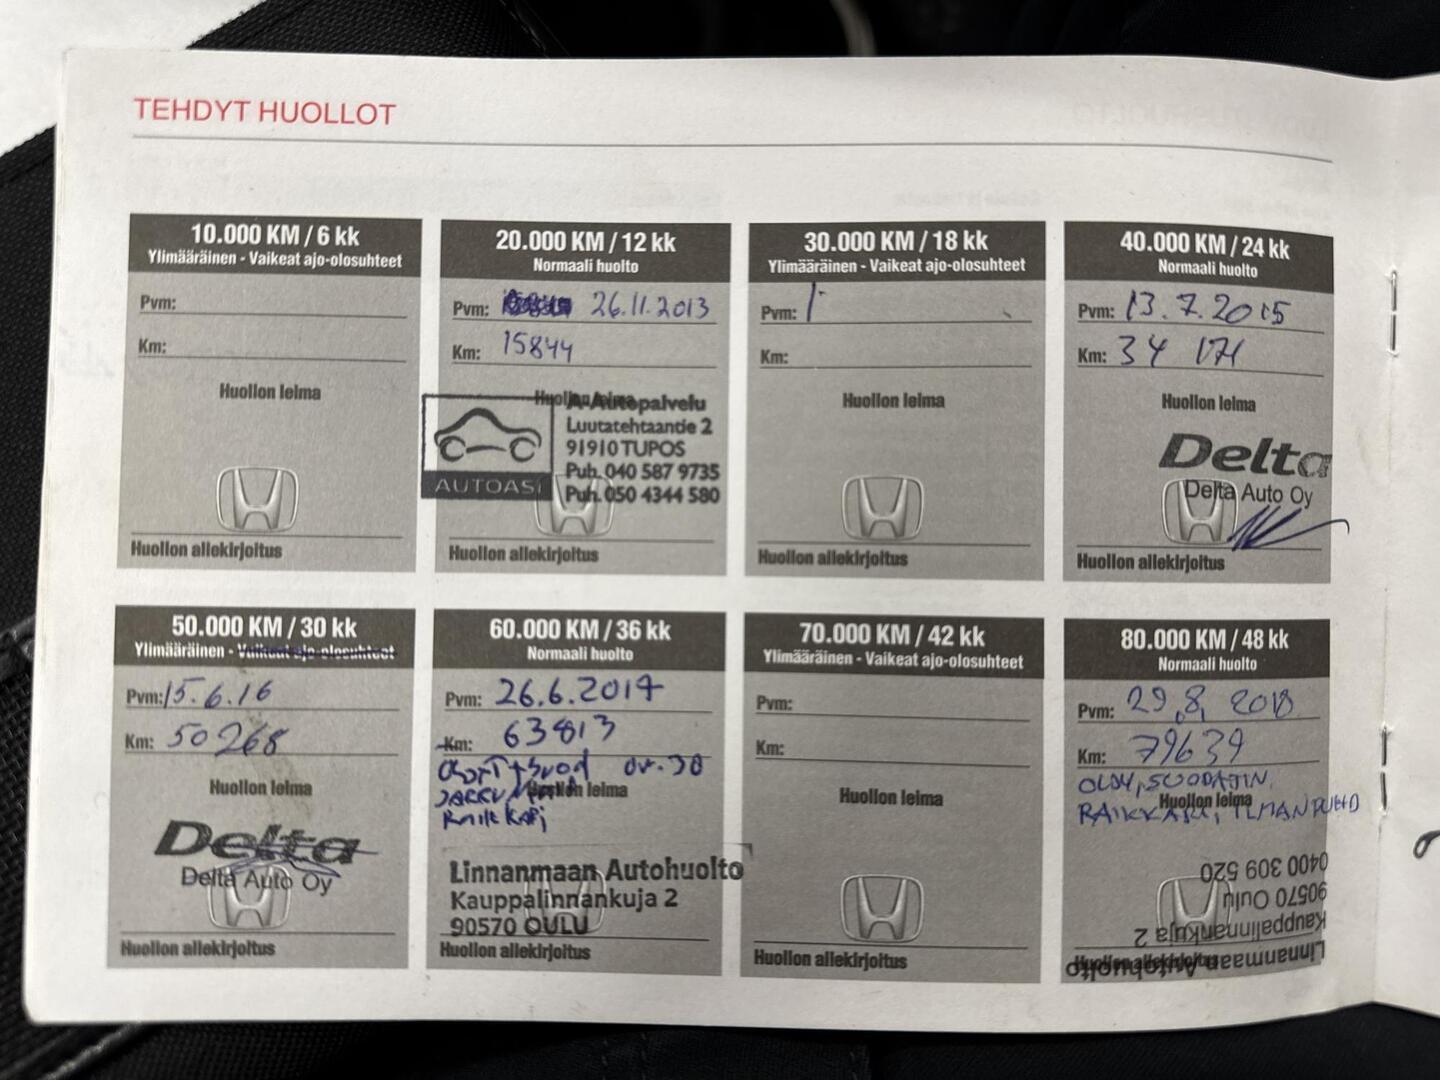 TEHDYT HUOLLOT
10.000 KM / 6 kk
Ylimääräinen - Vaikeat ajo-olosuhteet
Pvm:
Km:
Huollon leima
Huollon allekirjoitus
20.000 KM / 12 kk
Normaali huolto
Pvm: 26.11.2013
Km: 15844
Huollon leima
A-Autopalvelu
Luutatehtaantie 2
91910 TUPOS
Puh. 040 587 9735
Puh. 050 4344 580
AUTOASI
Huollon allekirjoitus
30.000 KM / 18 kk
Ylimääräinen - Vaikeat ajo-olosuhteet
Pvm:
Km:
Huollon leima
Huollon allekirjoitus
40.000 KM / 24 kk
Normaali huolto
Pvm: 13.7.2015
Km: 34 171
Huollon leima
Delta
Delta Auto Oy
Huollon allekirjoitus
50.000 KM / 30 kk
Ylimääräinen - Vaikeat ajo-olosuhteet
Pvm: 15.6.16
Km: 50268
Huollon leima
Delta
Delta Auto Oy
Huollon allekirjoitus
60.000 KM / 36 kk
Normaali huolto
Pvm: 26.6.2017
Km: 63813
Huollon leima
Linnanmaan Autohuolto
Kauppalinnankuja 2
90570 OULU
Huollon allekirjoitus
70.000 KM / 42 kk
Ylimääräinen - Vaikeat ajo-olosuhteet
Pvm:
Km:
Huollon leima
Huollon allekirjoitus
80.000 KM / 48 kk
Normaali huolto
Pvm: 29.8.2018
Km: 79639
ÖLJY, SUODATIN,
Huollon leima
RAIKKARI, ILMANPUHD
Linnanmaan Autohuolto
Kauppalinnankuja 2
90570 Oulu
0400 309 520
Huollon allekirjoitus